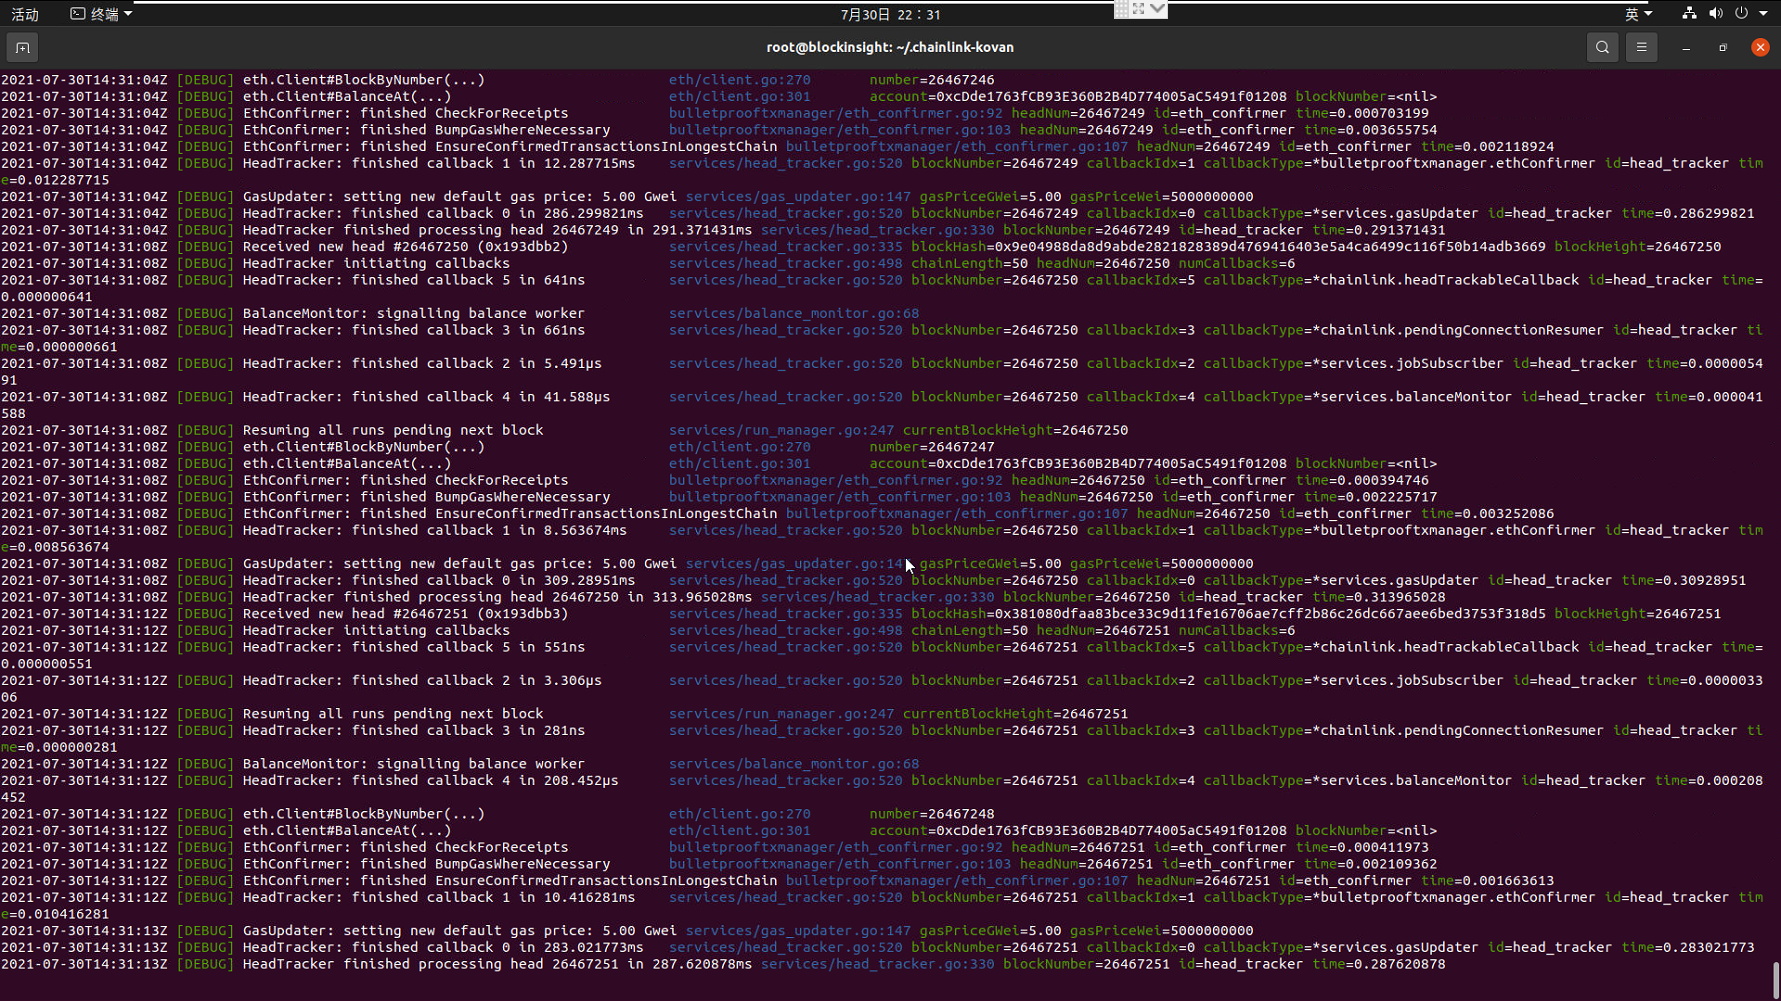 活动 终端 7月30日 22：31 英
root@blockinsight: ~/.chainlink-kovan
2021-07-30T14:31:04Z [DEBUG] eth.Client#BlockByNumber(...) eth/client.go:270 number=26467246
2021-07-30T14:31:04Z [DEBUG] eth.Client#BalanceAt(...) eth/client.go:301 account=0xcDde1763fCB93E360B2B4D774005aC5491f01208 blockNumber=<nil>
2021-07-30T14:31:04Z [DEBUG] EthConfirmer: finished CheckForReceipts bulletprooftxmanager/eth_confirmer.go:92 headNum=26467249 id=eth_confirmer time=0.000703199
2021-07-30T14:31:04Z [DEBUG] EthConfirmer: finished BumpGasWhereNecessary bulletprooftxmanager/eth_confirmer.go:103 headNum=26467249 id=eth_confirmer time=0.003655754
2021-07-30T14:31:04Z [DEBUG] EthConfirmer: finished EnsureConfirmedTransactionsInLongestChain bulletprooftxmanager/eth_confirmer.go:107 headNum=26467249 id=eth_confirmer time=0.002118924
2021-07-30T14:31:04Z [DEBUG] HeadTracker: finished callback 1 in 12.287715ms services/head_tracker.go:520 blockNumber=26467249 callbackIdx=1 callbackType=*bulletprooftxmanager.ethConfirmer id=head_tracker tim
e=0.012287715
2021-07-30T14:31:04Z [DEBUG] GasUpdater: setting new default gas price: 5.00 Gwei services/gas_updater.go:147 gasPriceGWei=5.00 gasPriceWei=5000000000
2021-07-30T14:31:04Z [DEBUG] HeadTracker: finished callback 0 in 286.299821ms services/head_tracker.go:520 blockNumber=26467249 callbackIdx=0 callbackType=*services.gasUpdater id=head_tracker time=0.286299821
2021-07-30T14:31:04Z [DEBUG] HeadTracker finished processing head 26467249 in 291.371431ms services/head_tracker.go:330 blockNumber=26467249 id=head_tracker time=0.291371431
2021-07-30T14:31:08Z [DEBUG] Received new head #26467250 (0x193dbb2) services/head_tracker.go:335 blockHash=0x9e04988da8d9abde2821828389d4769416403e5a4ca6499c116f50b14adb3669 blockHeight=26467250
2021-07-30T14:31:08Z [DEBUG] HeadTracker initiating callbacks services/head_tracker.go:498 chainLength=50 headNum=26467250 numCallbacks=6
2021-07-30T14:31:08Z [DEBUG] HeadTracker: finished callback 5 in 641ns services/head_tracker.go:520 blockNumber=26467250 callbackIdx=5 callbackType=*chainlink.headTrackableCallback id=head_tracker time=
0.000000641
2021-07-30T14:31:08Z [DEBUG] BalanceMonitor: signalling balance worker services/balance_monitor.go:68
2021-07-30T14:31:08Z [DEBUG] HeadTracker: finished callback 3 in 661ns services/head_tracker.go:520 blockNumber=26467250 callbackIdx=3 callbackType=*chainlink.pendingConnectionResumer id=head_tracker ti
me=0.000000661
2021-07-30T14:31:08Z [DEBUG] HeadTracker: finished callback 2 in 5.491µs services/head_tracker.go:520 blockNumber=26467250 callbackIdx=2 callbackType=*services.jobSubscriber id=head_tracker time=0.0000054
91
2021-07-30T14:31:08Z [DEBUG] HeadTracker: finished callback 4 in 41.588µs services/head_tracker.go:520 blockNumber=26467250 callbackIdx=4 callbackType=*services.balanceMonitor id=head_tracker time=0.000041
588
2021-07-30T14:31:08Z [DEBUG] Resuming all runs pending next block services/run_manager.go:247 currentBlockHeight=26467250
2021-07-30T14:31:08Z [DEBUG] eth.Client#BlockByNumber(...) eth/client.go:270 number=26467247
2021-07-30T14:31:08Z [DEBUG] eth.Client#BalanceAt(...) eth/client.go:301 account=0xcDde1763fCB93E360B2B4D774005aC5491f01208 blockNumber=<nil>
2021-07-30T14:31:08Z [DEBUG] EthConfirmer: finished CheckForReceipts bulletprooftxmanager/eth_confirmer.go:92 headNum=26467250 id=eth_confirmer time=0.000394746
2021-07-30T14:31:08Z [DEBUG] EthConfirmer: finished BumpGasWhereNecessary bulletprooftxmanager/eth_confirmer.go:103 headNum=26467250 id=eth_confirmer time=0.002225717
2021-07-30T14:31:08Z [DEBUG] EthConfirmer: finished EnsureConfirmedTransactionsInLongestChain bulletprooftxmanager/eth_confirmer.go:107 headNum=26467250 id=eth_confirmer time=0.003252086
2021-07-30T14:31:08Z [DEBUG] HeadTracker: finished callback 1 in 8.563674ms services/head_tracker.go:520 blockNumber=26467250 callbackIdx=1 callbackType=*bulletprooftxmanager.ethConfirmer id=head_tracker tim
e=0.008563674
2021-07-30T14:31:08Z [DEBUG] GasUpdater: setting new default gas price: 5.00 Gwei services/gas_updater.go:14 gasPriceGWei=5.00 gasPriceWei=5000000000
2021-07-30T14:31:08Z [DEBUG] HeadTracker: finished callback 0 in 309.28951ms services/head_tracker.go:520 blockNumber=26467250 callbackIdx=0 callbackType=*services.gasUpdater id=head_tracker time=0.30928951
2021-07-30T14:31:08Z [DEBUG] HeadTracker finished processing head 26467250 in 313.965028ms services/head_tracker.go:330 blockNumber=26467250 id=head_tracker time=0.313965028
2021-07-30T14:31:12Z [DEBUG] Received new head #26467251 (0x193dbb3) services/head_tracker.go:335 blockHash=0x381080dfaa83bce33c9d11fe16706ae7cff2b86c26dc667aee6bed3753f318d5 blockHeight=26467251
2021-07-30T14:31:12Z [DEBUG] HeadTracker initiating callbacks services/head_tracker.go:498 chainLength=50 headNum=26467251 numCallbacks=6
2021-07-30T14:31:12Z [DEBUG] HeadTracker: finished callback 5 in 551ns services/head_tracker.go:520 blockNumber=26467251 callbackIdx=5 callbackType=*chainlink.headTrackableCallback id=head_tracker time=
0.000000551
2021-07-30T14:31:12Z [DEBUG] HeadTracker: finished callback 2 in 3.306µs services/head_tracker.go:520 blockNumber=26467251 callbackIdx=2 callbackType=*services.jobSubscriber id=head_tracker time=0.0000033
06
2021-07-30T14:31:12Z [DEBUG] Resuming all runs pending next block services/run_manager.go:247 currentBlockHeight=26467251
2021-07-30T14:31:12Z [DEBUG] HeadTracker: finished callback 3 in 281ns services/head_tracker.go:520 blockNumber=26467251 callbackIdx=3 callbackType=*chainlink.pendingConnectionResumer id=head_tracker ti
me=0.000000281
2021-07-30T14:31:12Z [DEBUG] BalanceMonitor: signalling balance worker services/balance_monitor.go:68
2021-07-30T14:31:12Z [DEBUG] HeadTracker: finished callback 4 in 208.452µs services/head_tracker.go:520 blockNumber=26467251 callbackIdx=4 callbackType=*services.balanceMonitor id=head_tracker time=0.000208
452
2021-07-30T14:31:12Z [DEBUG] eth.Client#BlockByNumber(...) eth/client.go:270 number=26467248
2021-07-30T14:31:12Z [DEBUG] eth.Client#BalanceAt(...) eth/client.go:301 account=0xcDde1763fCB93E360B2B4D774005aC5491f01208 blockNumber=<nil>
2021-07-30T14:31:12Z [DEBUG] EthConfirmer: finished CheckForReceipts bulletprooftxmanager/eth_confirmer.go:92 headNum=26467251 id=eth_confirmer time=0.000411973
2021-07-30T14:31:12Z [DEBUG] EthConfirmer: finished BumpGasWhereNecessary bulletprooftxmanager/eth_confirmer.go:103 headNum=26467251 id=eth_confirmer time=0.002109362
2021-07-30T14:31:12Z [DEBUG] EthConfirmer: finished EnsureConfirmedTransactionsInLongestChain bulletprooftxmanager/eth_confirmer.go:107 headNum=26467251 id=eth_confirmer time=0.001663613
2021-07-30T14:31:12Z [DEBUG] HeadTracker: finished callback 1 in 10.416281ms services/head_tracker.go:520 blockNumber=26467251 callbackIdx=1 callbackType=*bulletprooftxmanager.ethConfirmer id=head_tracker tim
e=0.010416281
2021-07-30T14:31:13Z [DEBUG] GasUpdater: setting new default gas price: 5.00 Gwei services/gas_updater.go:147 gasPriceGWei=5.00 gasPriceWei=5000000000
2021-07-30T14:31:13Z [DEBUG] HeadTracker: finished callback 0 in 283.021773ms services/head_tracker.go:520 blockNumber=26467251 callbackIdx=0 callbackType=*services.gasUpdater id=head_tracker time=0.283021773
2021-07-30T14:31:13Z [DEBUG] HeadTracker finished processing head 26467251 in 287.620878ms services/head_tracker.go:330 blockNumber=26467251 id=head_tracker time=0.287620878